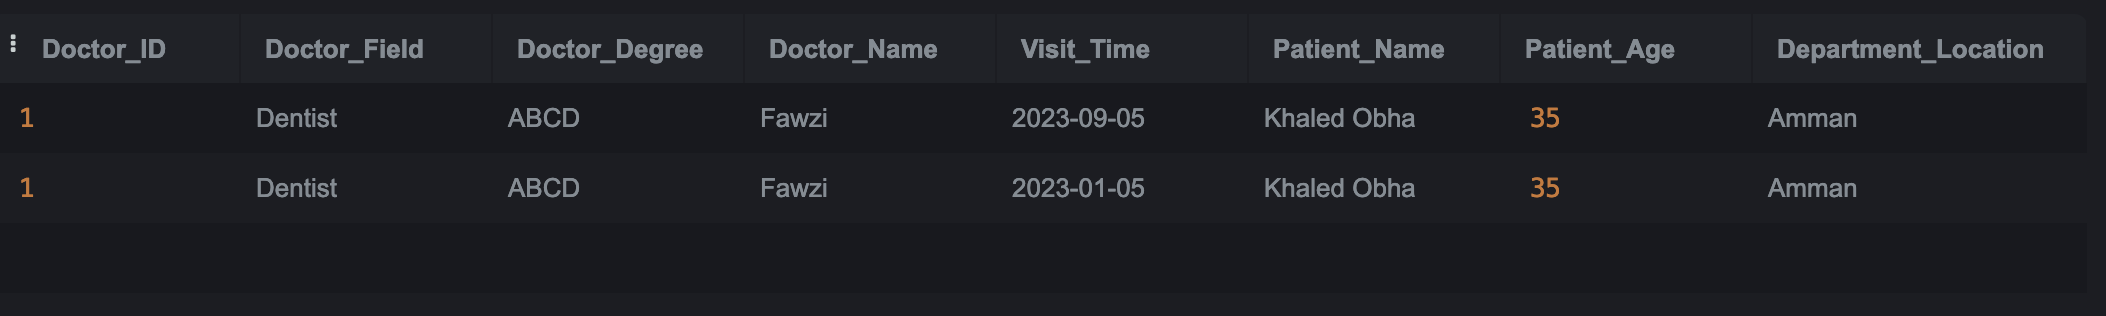 Doctor_ID Doctor_Field Doctor_Degree Doctor_Name Visit_Time Patient_Name Patient_Age Department_Location
1 Dentist ABCD Fawzi 2023-09-05 Khaled Obha 35 Amman
1 Dentist ABCD Fawzi 2023-01-05 Khaled Obha 35 Amman